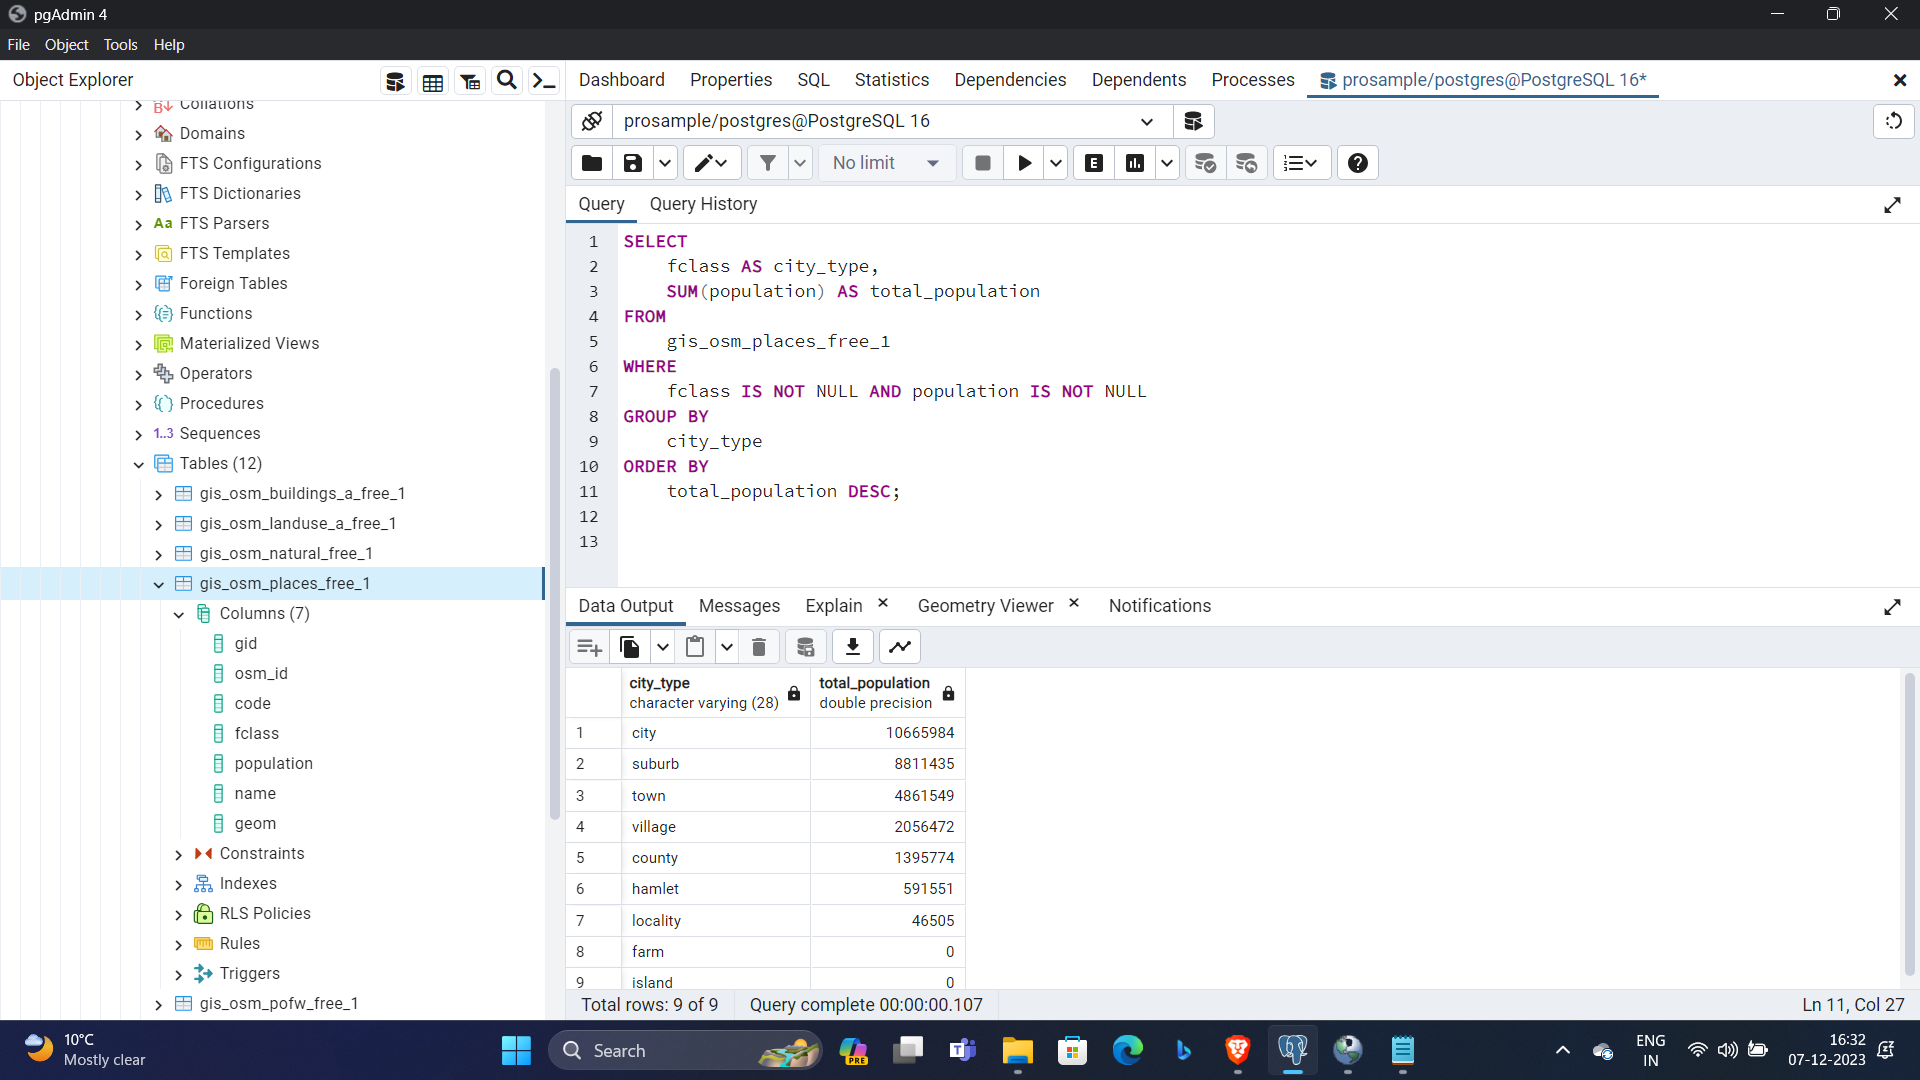 pgAdmin 4
File Object Tools Help
Object Explorer
Dashboard Properties SQL Statistics Dependencies Dependents Processes prosample/postgres@PostgreSQL 16*
prosample/postgres@PostgreSQL 16
No limit
E
Query Query History
Collations
Domains
FTS Configurations
FTS Dictionaries
Aa FTS Parsers
FTS Templates
Foreign Tables
Functions
Materialized Views
Operators
Procedures
1..3 Sequences
Tables (12)
gis_osm_buildings_a_free_1
gis_osm_landuse_a_free_1
gis_osm_natural_free_1
gis_osm_places_free_1
Columns (7)
gid
osm_id
code
fclass
population
name
geom
Constraints
Indexes
RLS Policies
Rules
Triggers
gis_osm_pofw_free_1
1 SELECT
2 fclass AS city_type,
3 SUM(population) AS total_population
4 FROM
5 gis_osm_places_free_1
6 WHERE
7 fclass IS NOT NULL AND population IS NOT NULL
8 GROUP BY
9 city_type
10 ORDER BY
11 total_population DESC;
12
13
Data Output Messages Explain Geometry Viewer Notifications
city_type total_population
character varying (28) double precision
1 city 10665984
2 suburb 8811435
3 town 4861549
4 village 2056472
5 county 1395774
6 hamlet 591551
7 locality 46505
8 farm 0
9 island 0
Total rows: 9 of 9 Query complete 00:00:00.107 Ln 11, Col 27
10°C
Mostly clear
Search
PRE
ENG
IN
16:32
07-12-2023